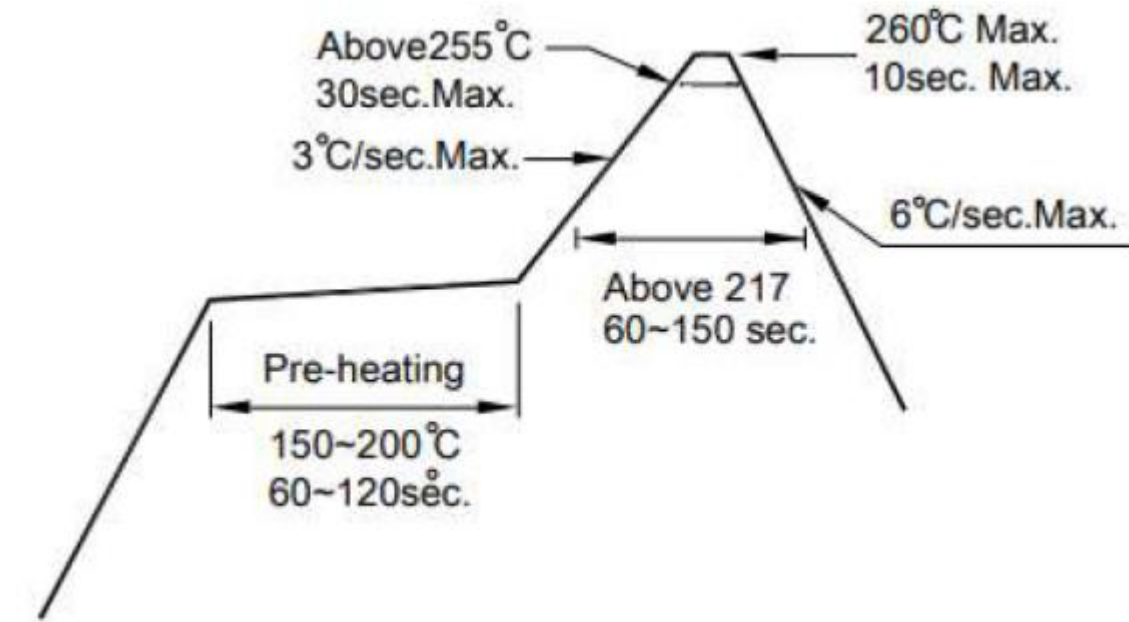 Above255°C
30sec.Max.
3°C/sec.Max.
260°C Max.
10sec. Max.
6°C/sec.Max.
Above 217
60~150 sec.
Pre-heating
150~200°C
60~120sec.